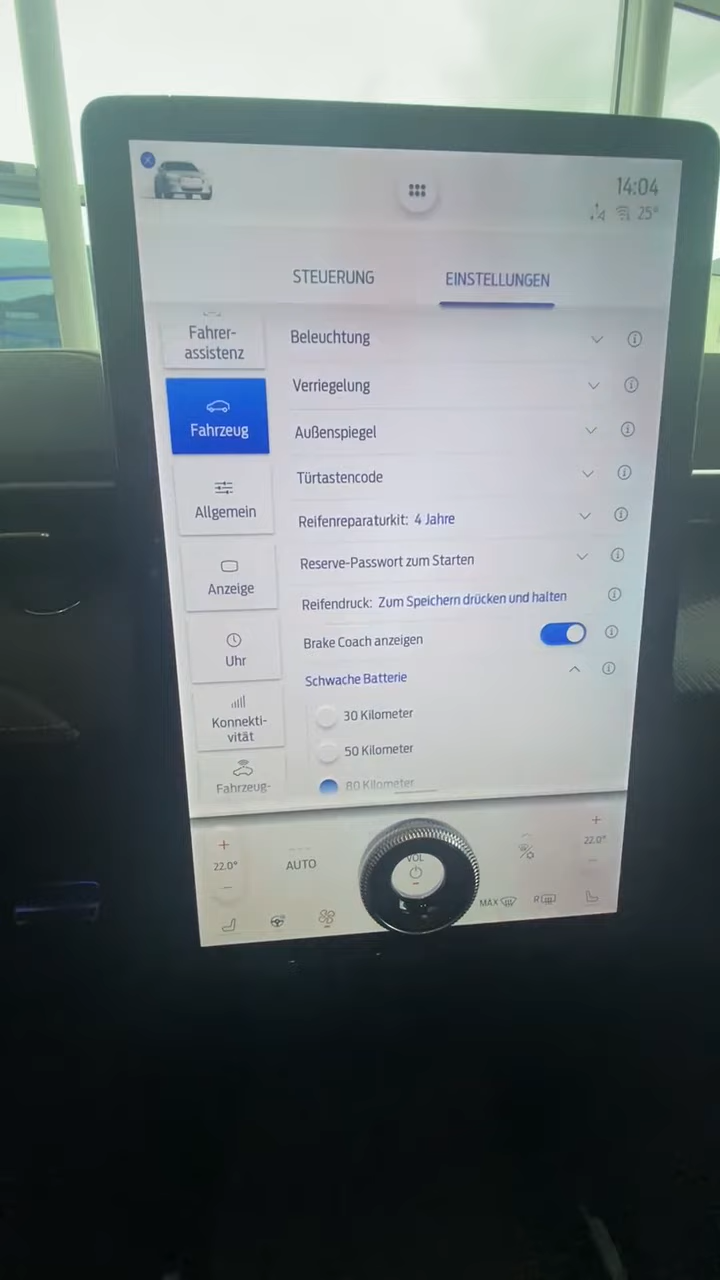 14:04
4 25°
STEUERUNG EINSTELLUNGEN
Fahrer-
assistenz
Fahrzeug
Allgemein
Anzeige
Uhr
Konnekti-
vität
Fahrzeug-
Beleuchtung
Verriegelung
Außenspiegel
Türtastencode
Reifenreparaturkit: 4 Jahre
Reserve-Passwort zum Starten
Reifendruck: Zum Speichern drücken und halten
Brake Coach anzeigen
Schwache Batterie
30 Kilometer
50 Kilometer
80 Kilometer
+ +
22.0° AUTO VOL 22.0°
− −
MAX R